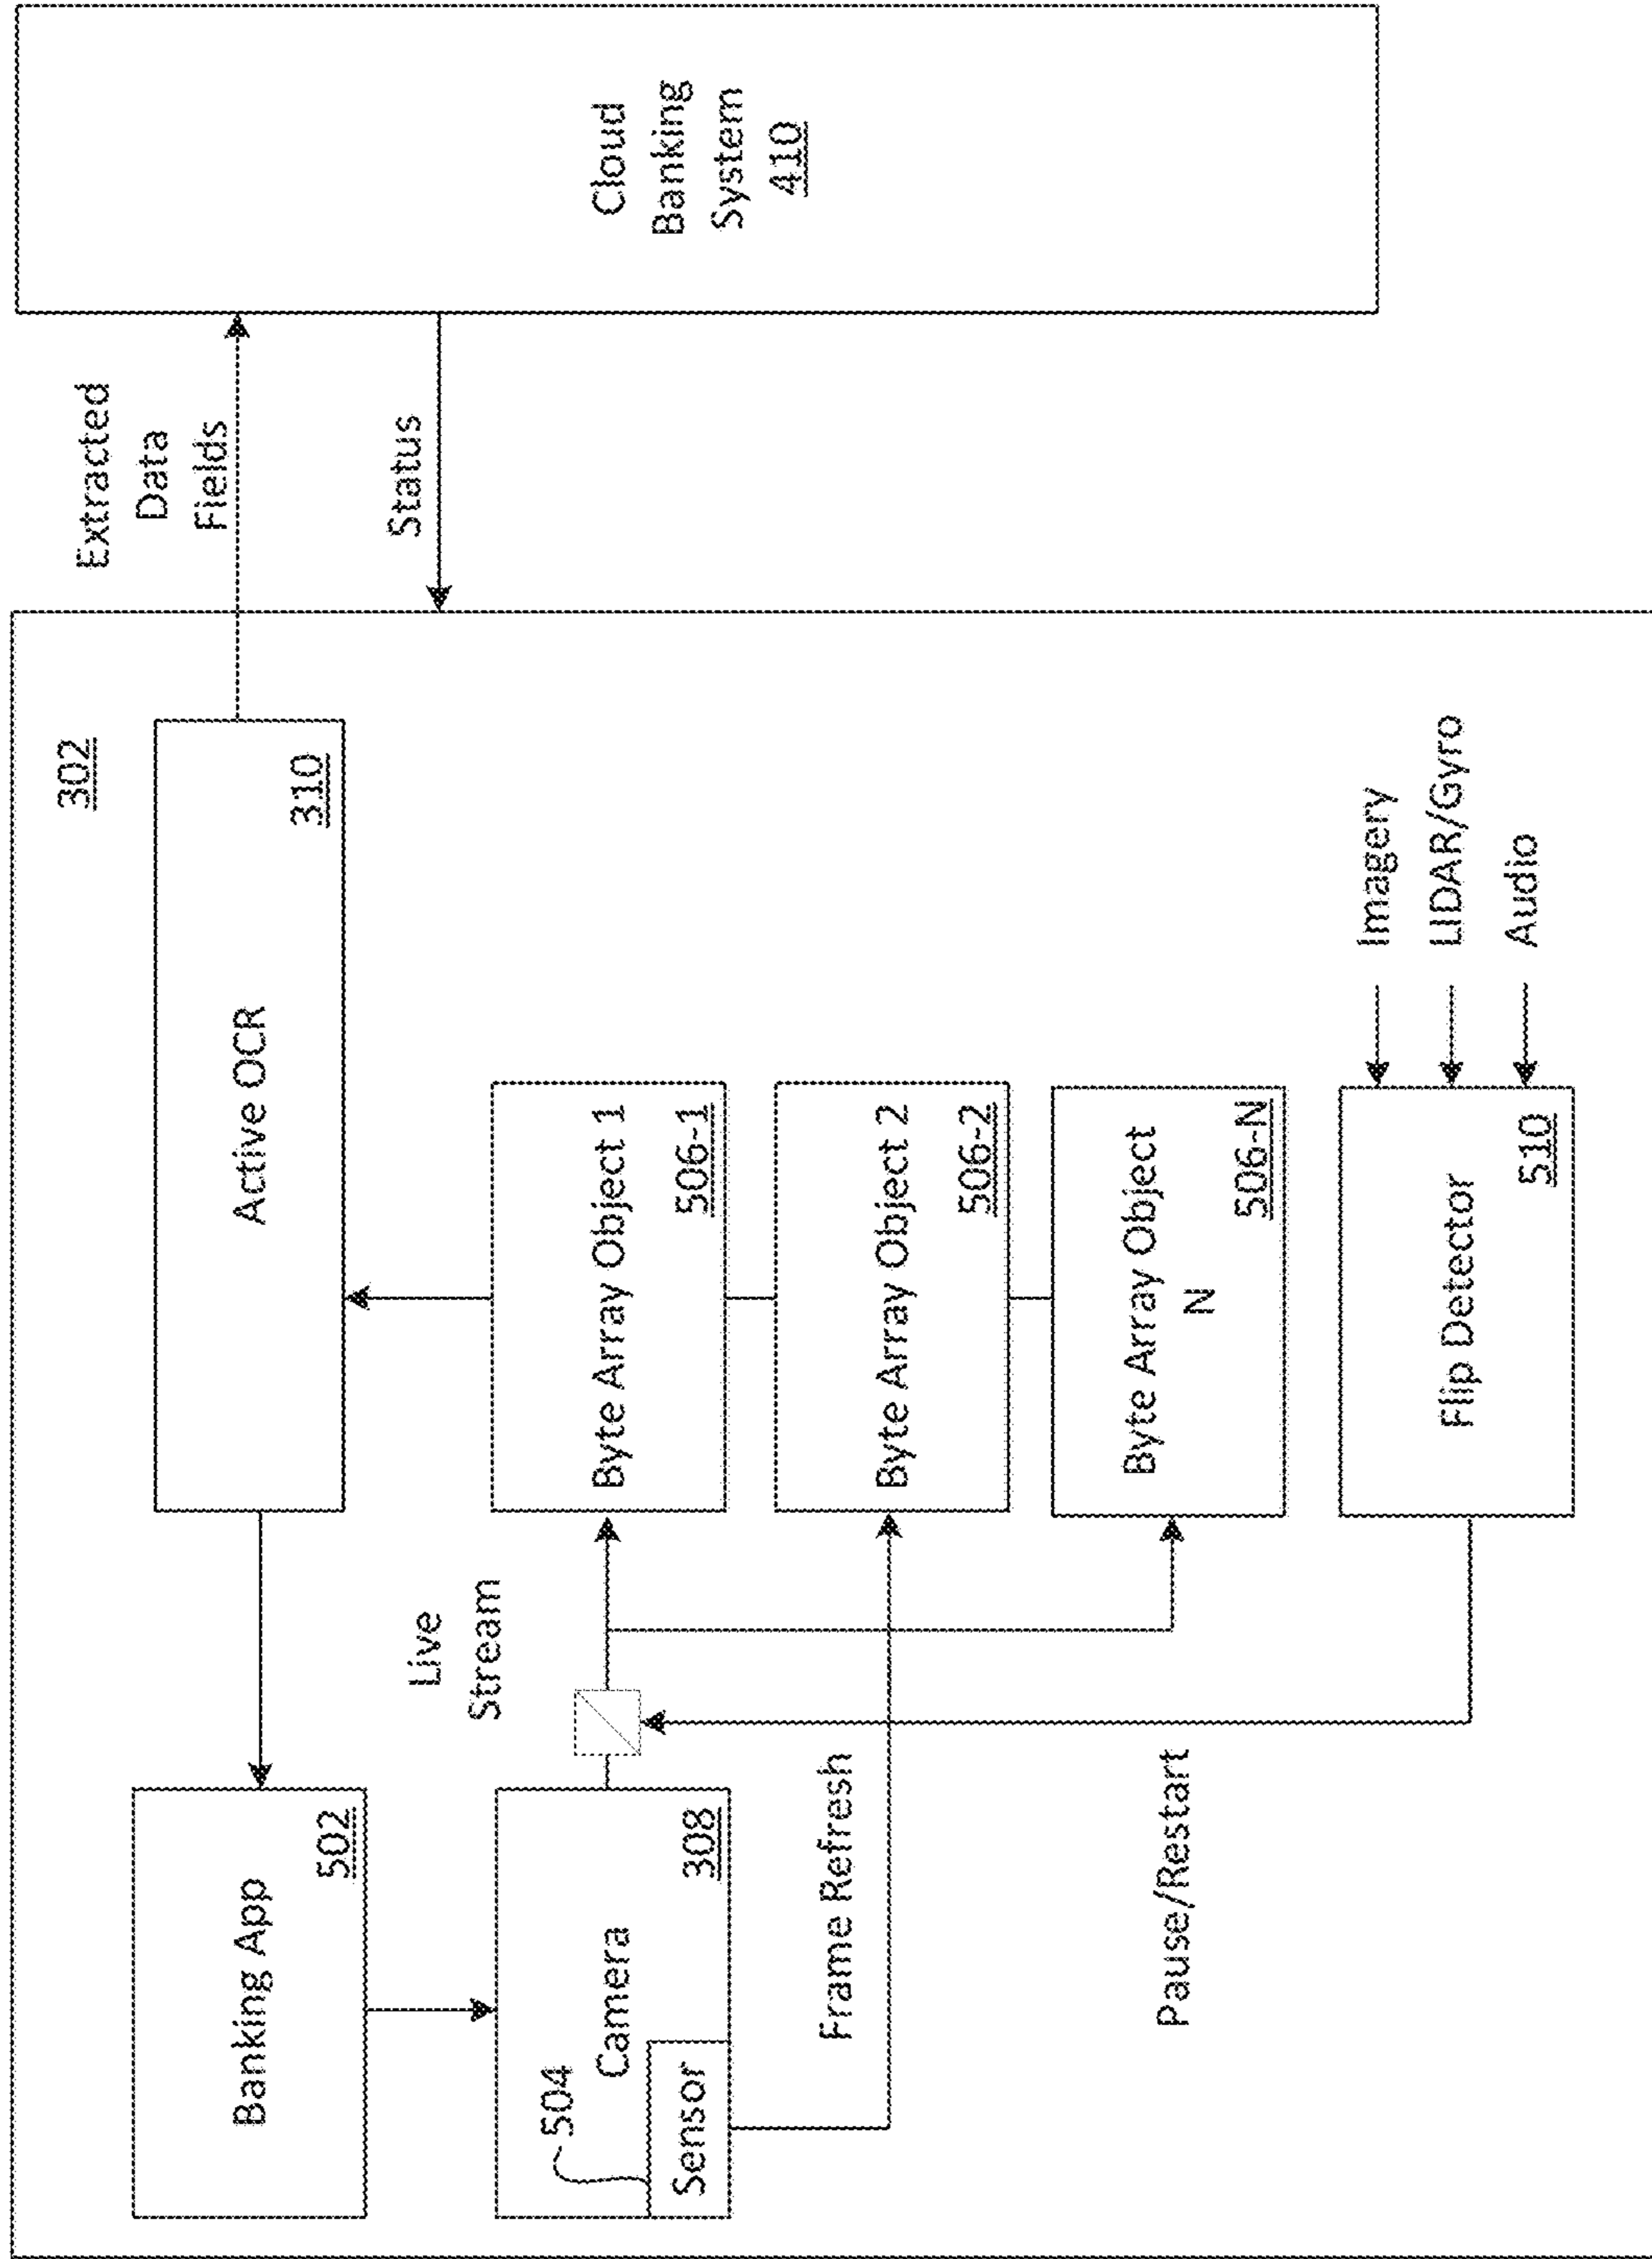 302
Banking App
502
Active OCR
310
Extracted
Data
Fields
Status
Cloud
Banking
System
410
Live
Stream
504
Camera
308
Sensor
Byte Array Object 1
506-1
Frame Refresh
Byte Array Object 2
506-2
Byte Array Object
N
506-N
Pause/Restart
Flip Detector
510
Imagery
LIDAR/Gyro
Audio